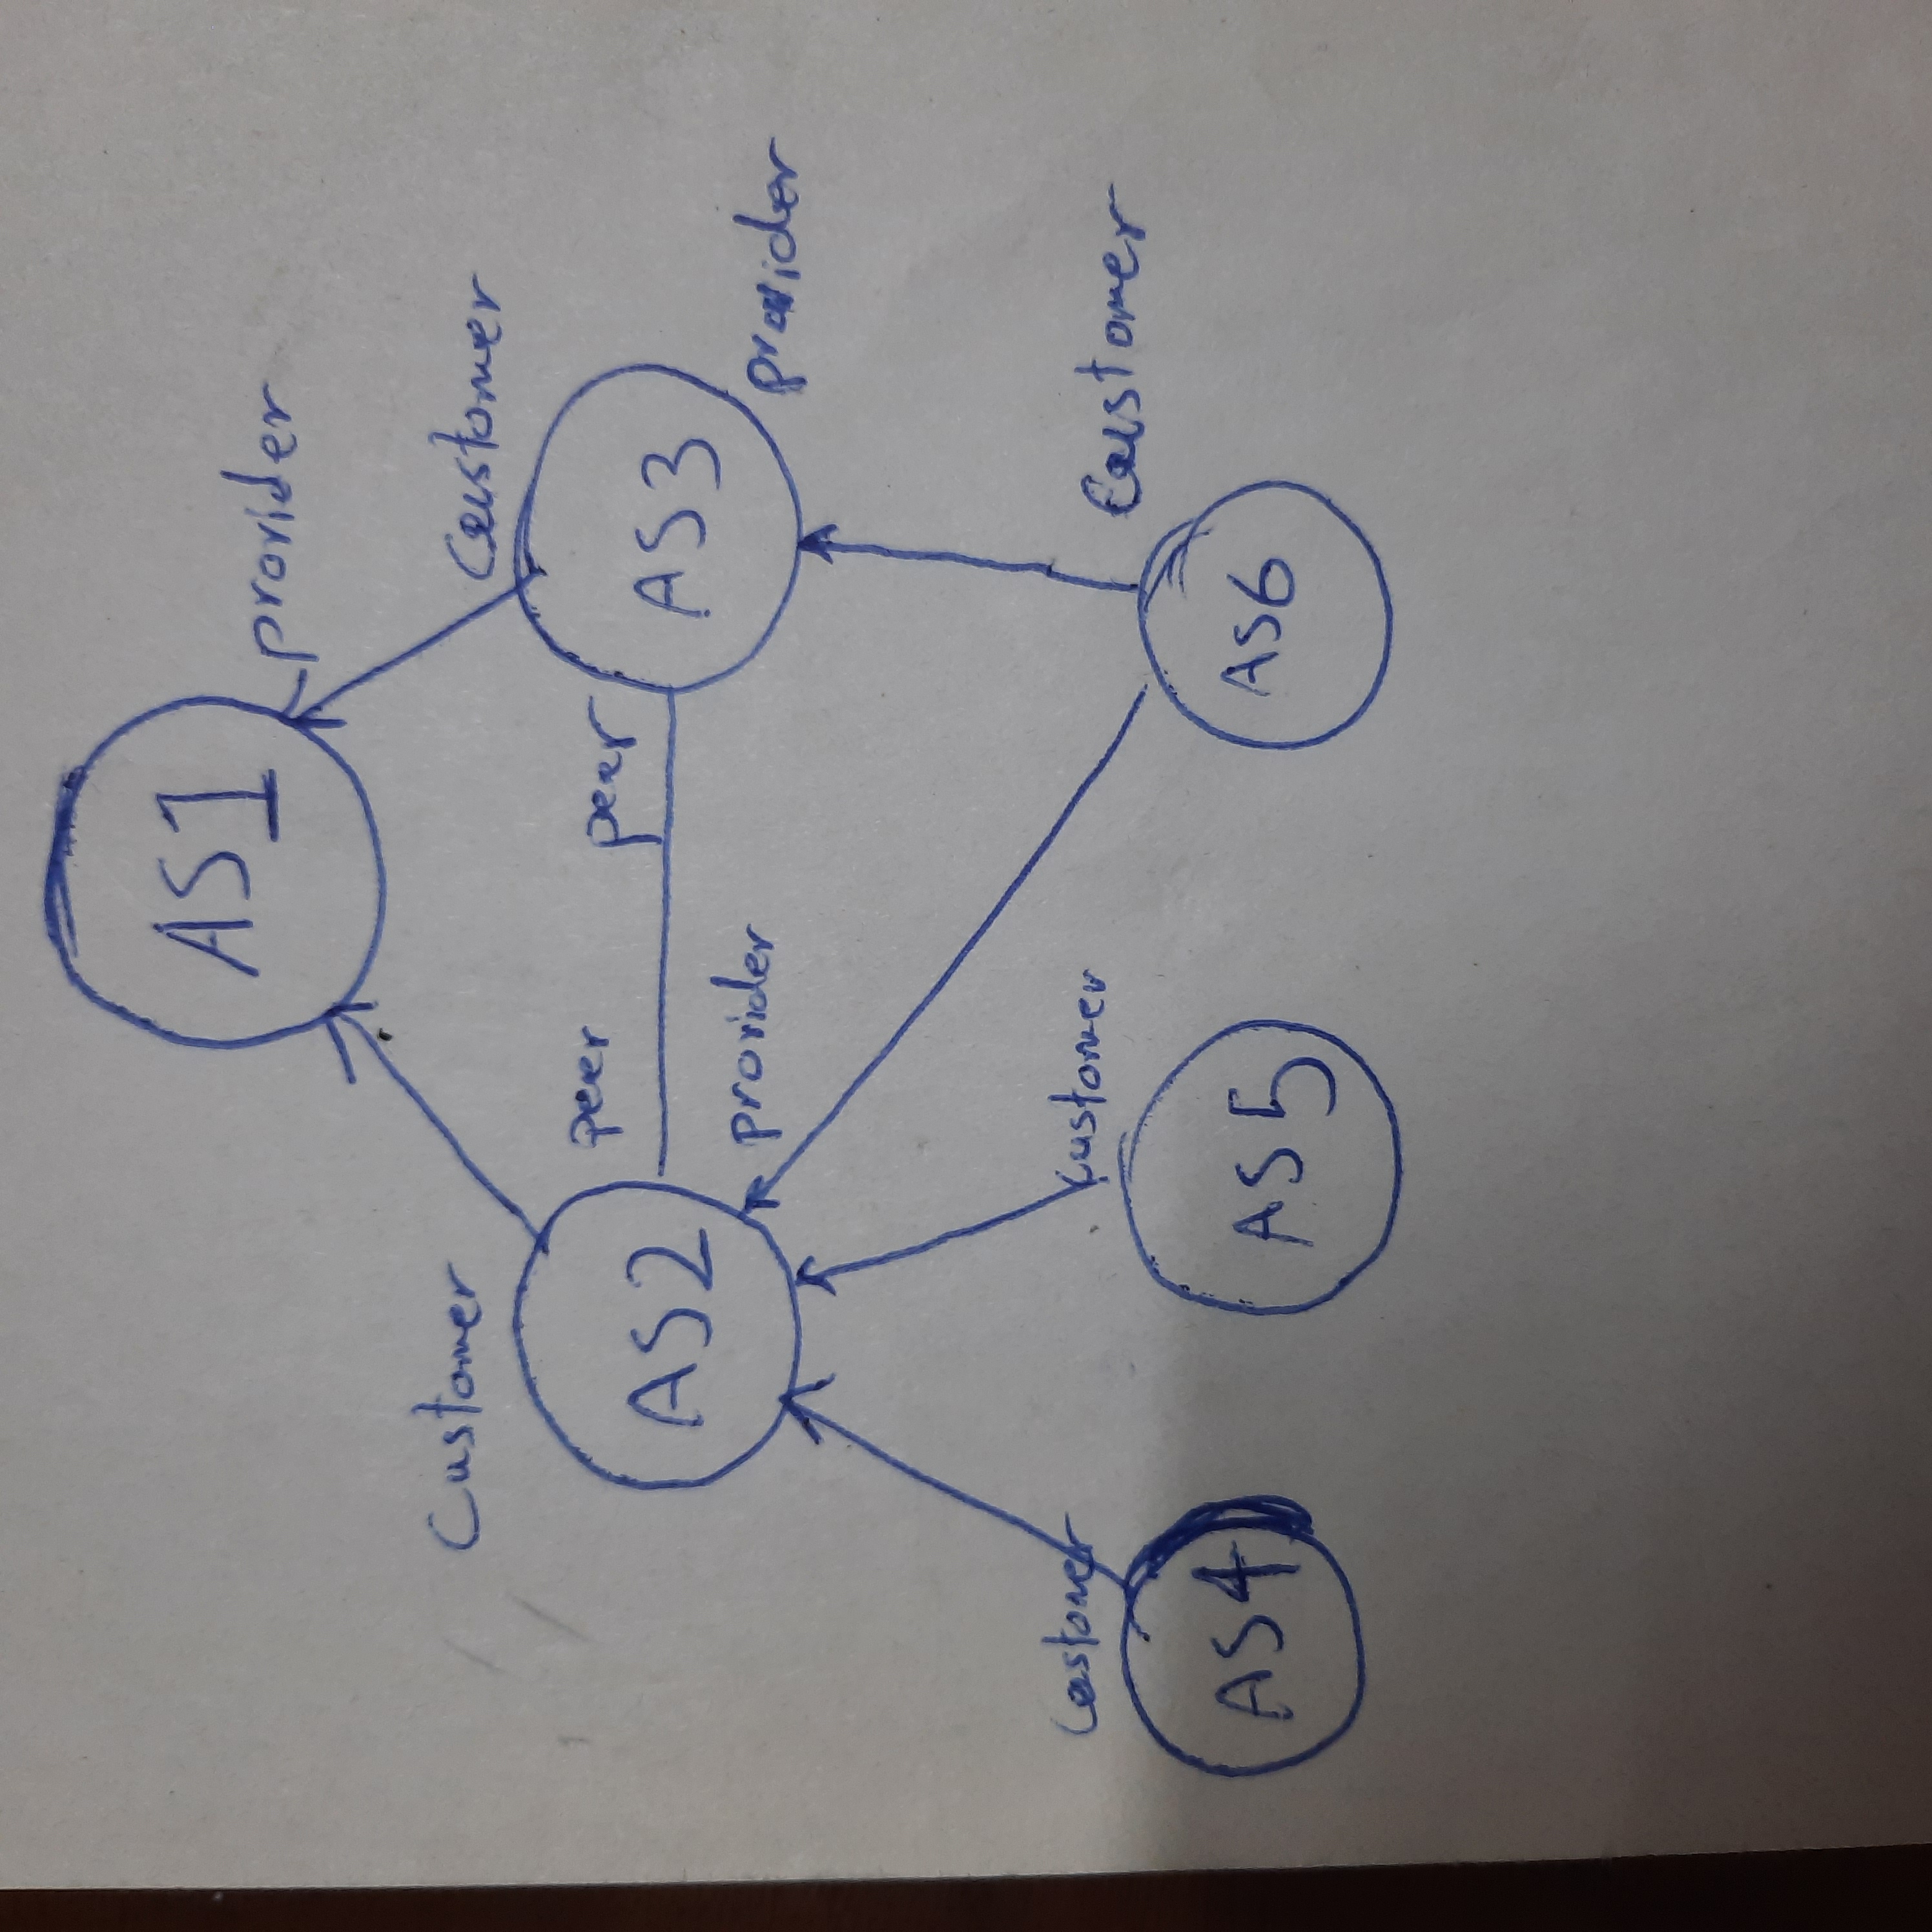 AS1
provider
Customer
Customer
peer
peer
AS2
AS3
provider
provider
Customer
Customer
Customer
AS4
AS5
AS6